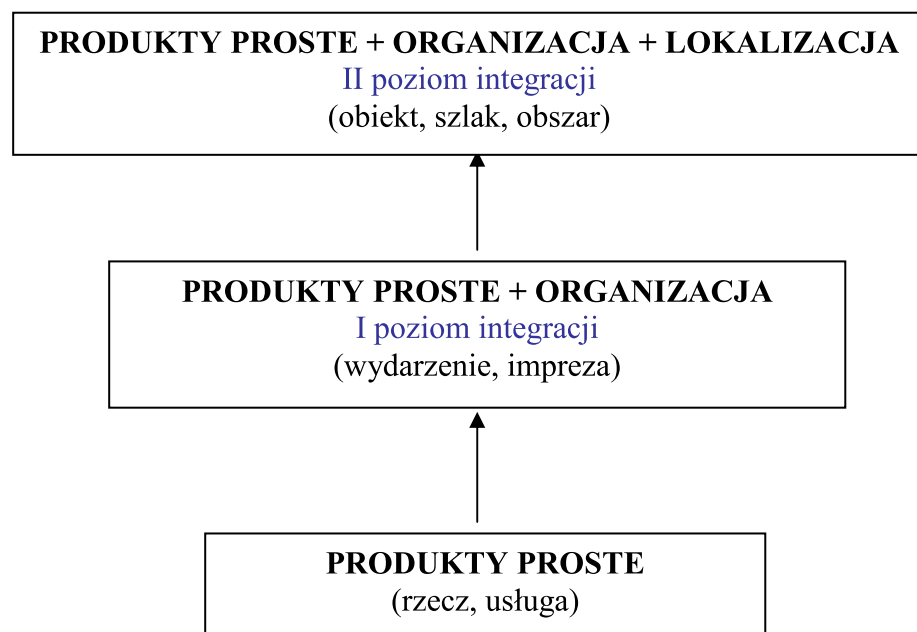 PRODUKTY PROSTE + ORGANIZACJA + LOKALIZACJA
II poziom integracji
(obiekt, szlak, obszar)
PRODUKTY PROSTE + ORGANIZACJA
I poziom integracji
(wydarzenie, impreza)
PRODUKTY PROSTE
(rzecz, usługa)